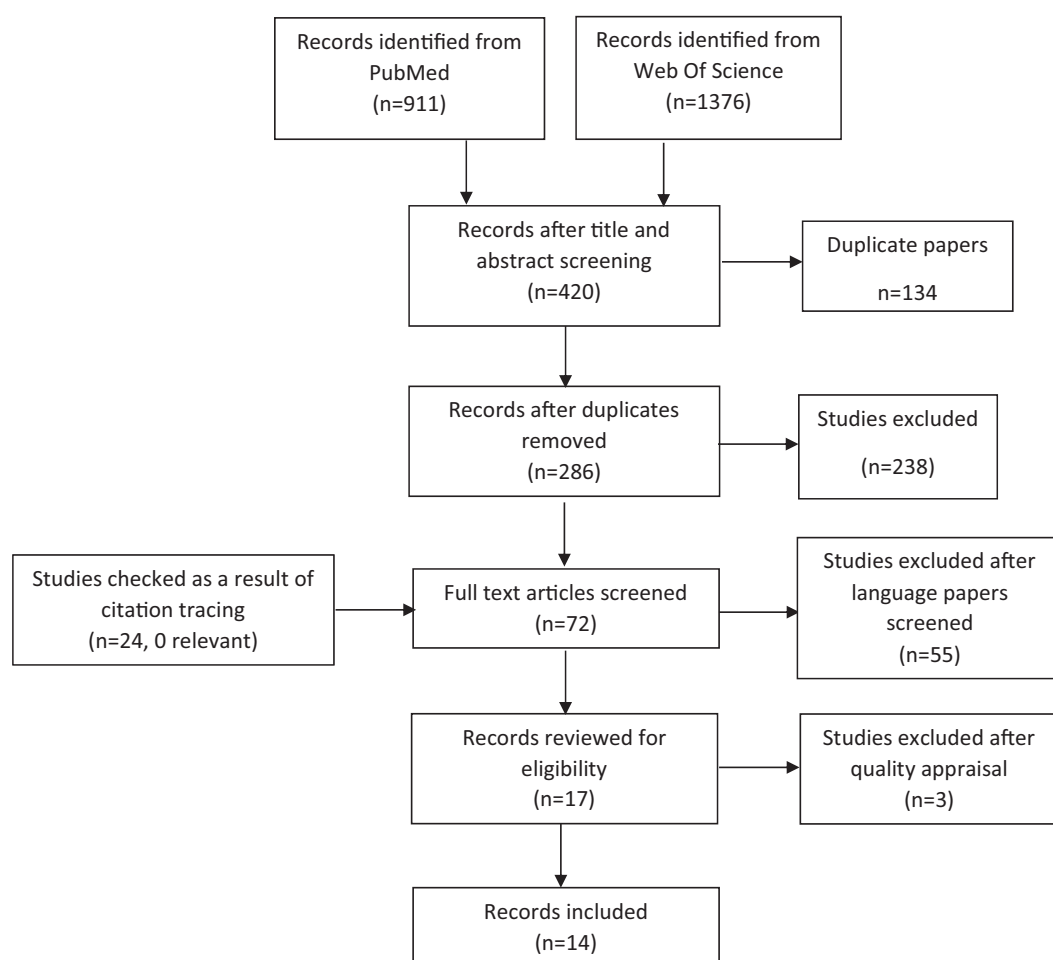 Records identified from
PubMed
(n=911)
Records identified from
Web Of Science
(n=1376)
Records after title and
abstract screening
(n=420)
Duplicate papers
n=134
Records after duplicates
removed
(n=286)
Studies excluded
(n=238)
Studies checked as a result of
citation tracing
(n=24, 0 relevant)
Full text articles screened
(n=72)
Studies excluded after
language papers
screened
(n=55)
Records reviewed for
eligibility
(n=17)
Studies excluded after
quality appraisal
(n=3)
Records included
(n=14)